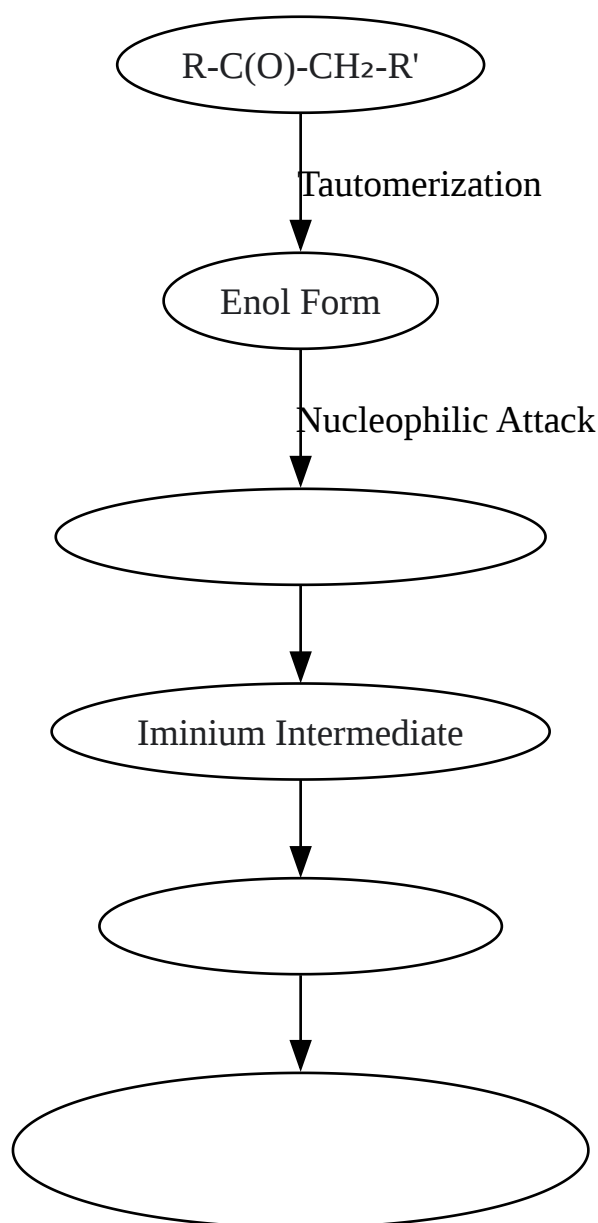 R-C(O)-CH₂-R'
Tautomerization
Enol Form
Nucleophilic Attack
Iminium Intermediate